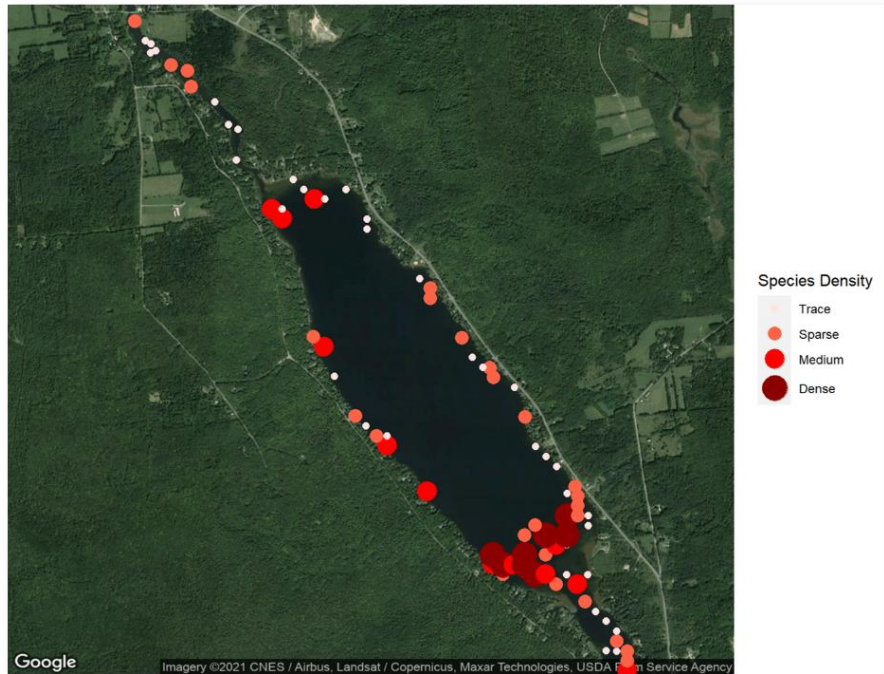 Species Density
Trace
Sparse
Medium
Dense
Google
Imagery ©2021 CNES / Airbus, Landsat / Copernicus, Maxar Technologies, USDA Service Agency